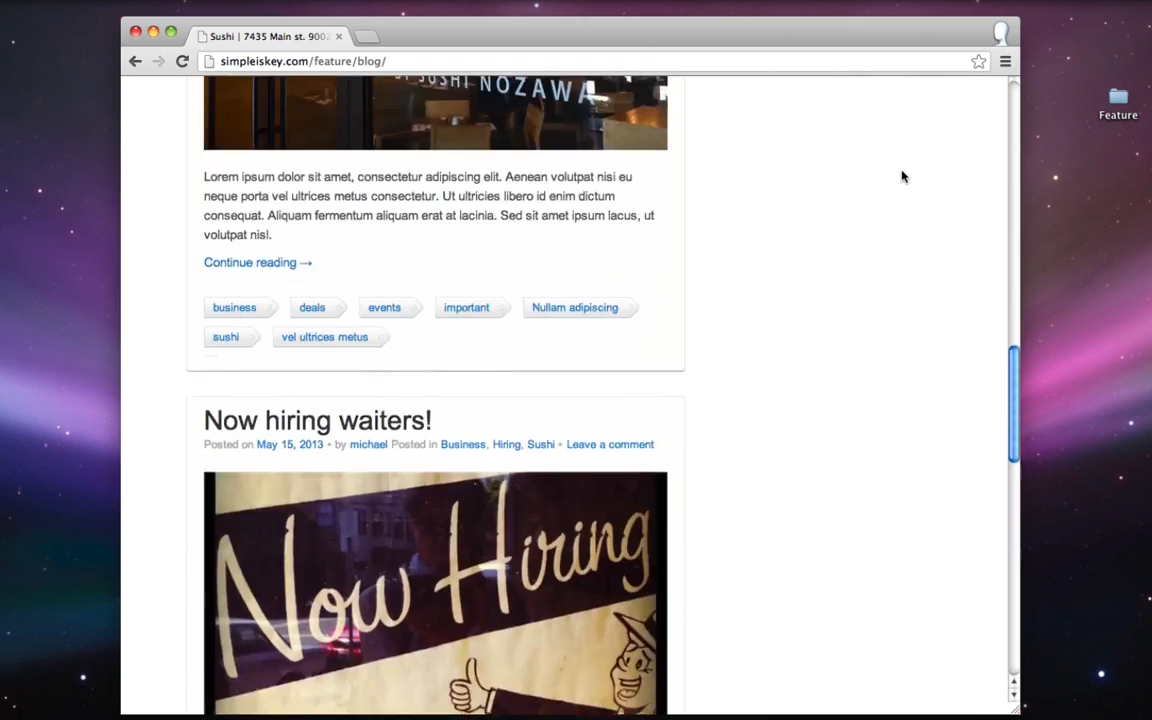 Sushi | 7435 Main st. 9002
simpleiskey.com/feature/blog/
Feature
BY SUSHI NOZAWA
Lorem ipsum dolor sit amet, consectetur adipiscing elit. Aenean volutpat nisi eu
neque porta vel ultrices metus consectetur. Ut ultricies libero id enim dictum
consequat. Aliquam fermentum aliquam erat at lacinia. Sed sit amet ipsum lacus, ut
volutpat nisl.
Continue reading →
business deals events important Nullam adipiscing
sushi vel ultrices metus
Now hiring waiters!
Posted on May 15, 2013 • by michael Posted in Business, Hiring, Sushi • Leave a comment
Now Hiring